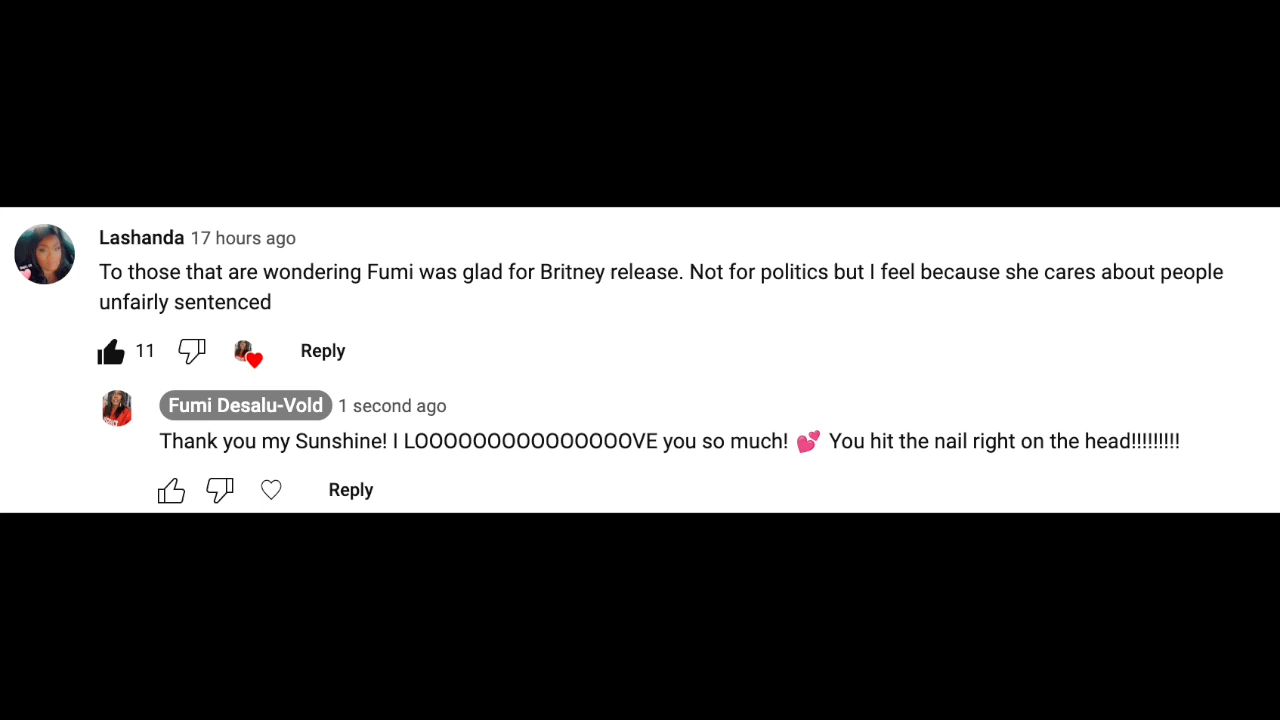 Lashanda 17 hours ago
To those that are wondering Fumi was glad for Britney release. Not for politics but I feel because she cares about people
unfairly sentenced
11 Reply
Fumi Desalu-Vold 1 second ago
Thank you my Sunshine! I LOOOOOOOOOOOOOOOVE you so much! 💕 You hit the nail right on the head!!!!!!!!!
Reply